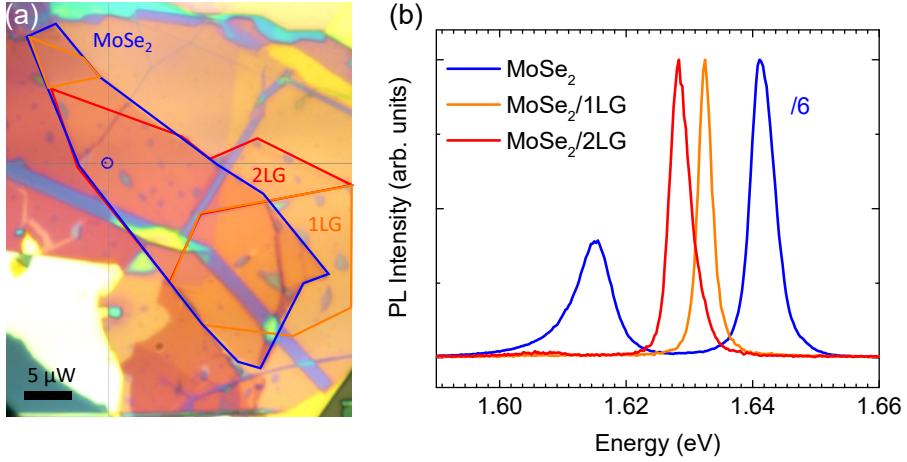 (a)
MoSe₂
2LG
1LG
5 µW
(b)
MoSe₂
MoSe₂/1LG
MoSe₂/2LG
/6
PL Intensity (arb. units)
1.60 1.62 1.64 1.66
Energy (eV)